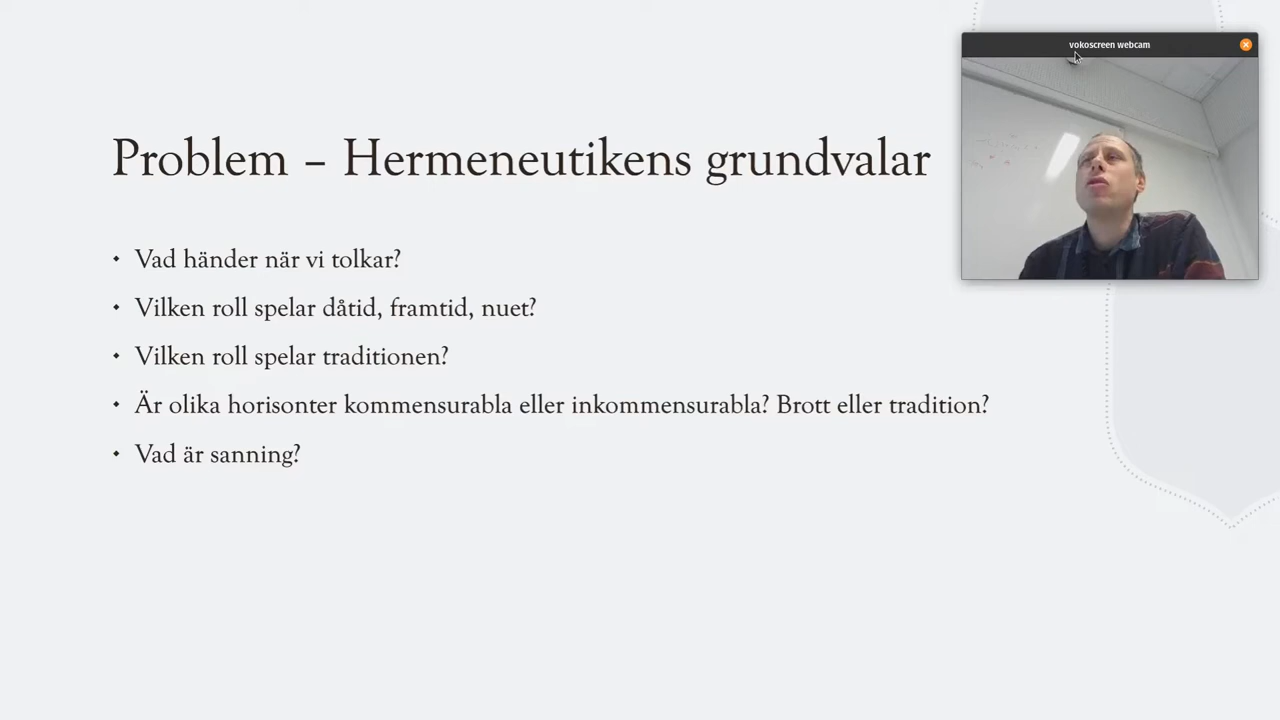 vokoscreen webcam
Problem – Hermeneutikens grundvalar
Vad händer när vi tolkar?
Vilken roll spelar dåtid, framtid, nuet?
Vilken roll spelar traditionen?
Är olika horisonter kommensurabla eller inkommensurabla? Brott eller tradition?
Vad är sanning?